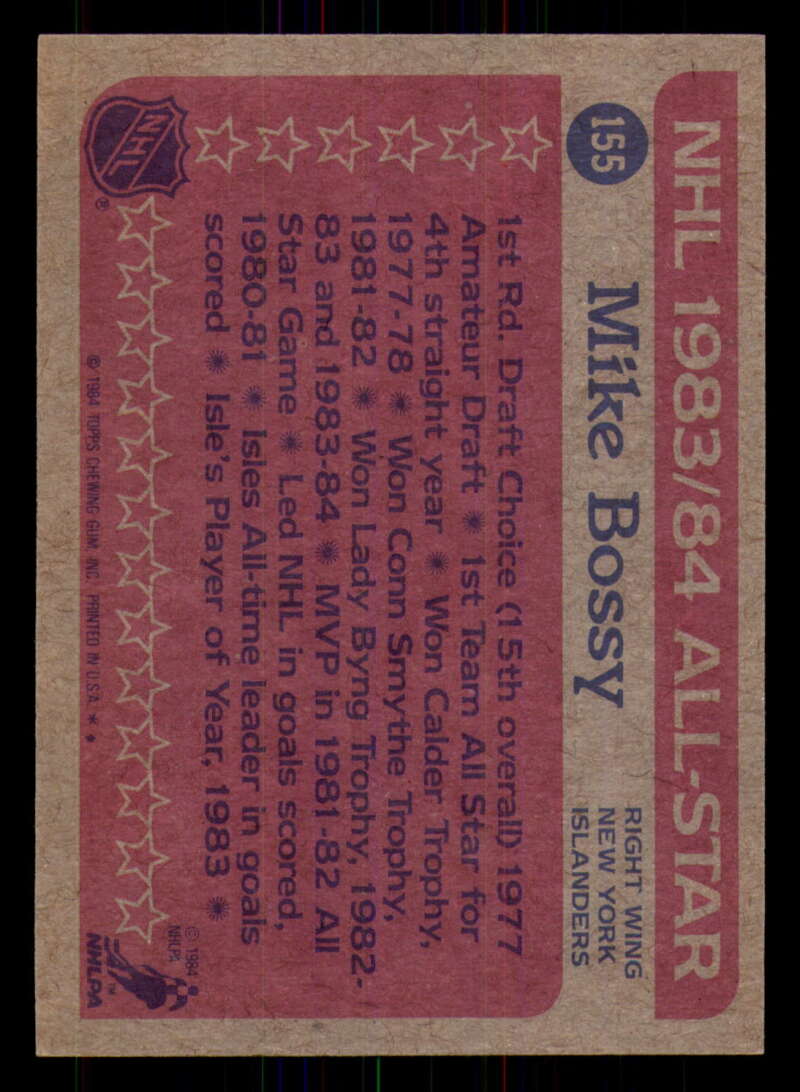 NHL 1983/84 ALL-STAR
155
Mike Bossy
RIGHT WING
NEW YORK
ISLANDERS
1st Rd. Draft Choice (15th overall) 1977
Amateur Draft ✺ 1st Team All Star for
4th straight year ✺ Won Calder Trophy,
1977-78 ✺ Won Conn Smythe Trophy,
1981-82 ✺ Won Lady Byng Trophy, 1982-
83 and 1983-84 ✺ MVP in 1981-82 All
Star Game ✺ Led NHL in goals scored,
1980-81 ✺ Isles All-time leader in goals
scored ✺ Isle's Player of Year, 1983 ✺
NHL
®
© 1984
NHLPA
NHLPA
™
© 1984 TOPPS CHEWING GUM, INC. PRINTED IN U.S.A. * ♦